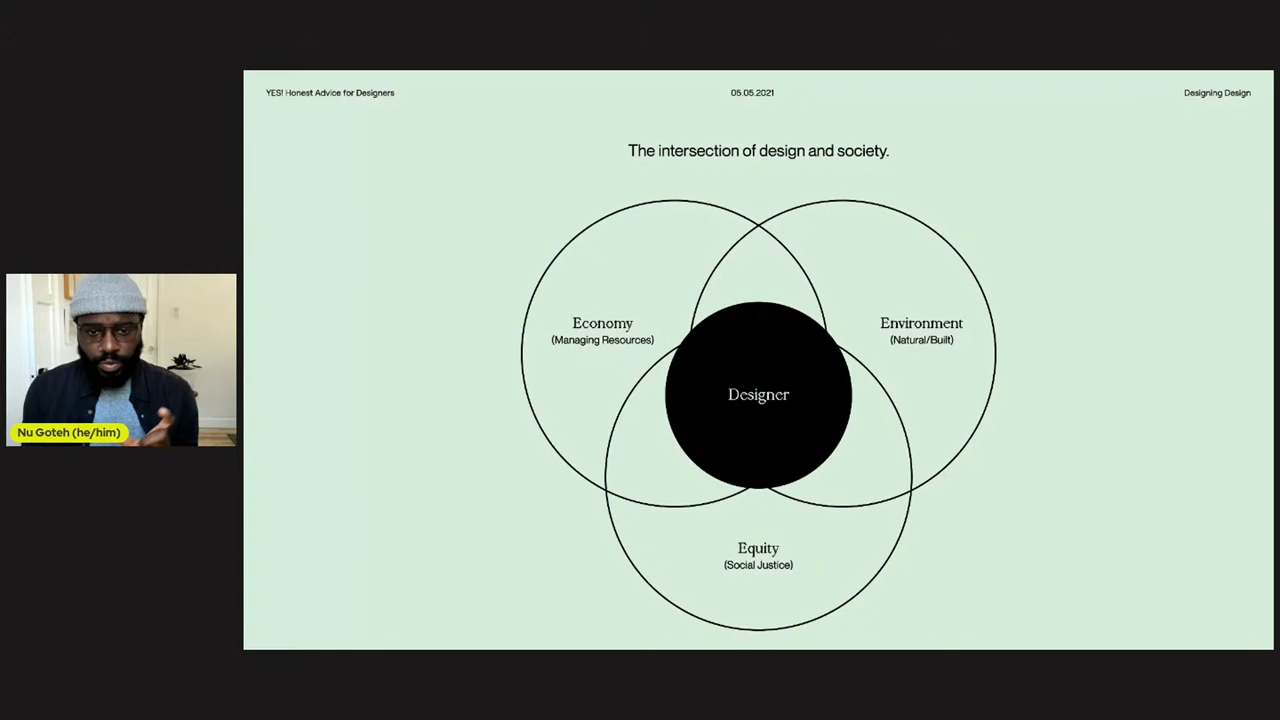 YES! Honest Advice for Designers
05.05.2021
Designing Design
The intersection of design and society.
Economy
(Managing Resources)
Environment
(Natural/Built)
Designer
Equity
(Social Justice)
Nu Goteh (he/him)